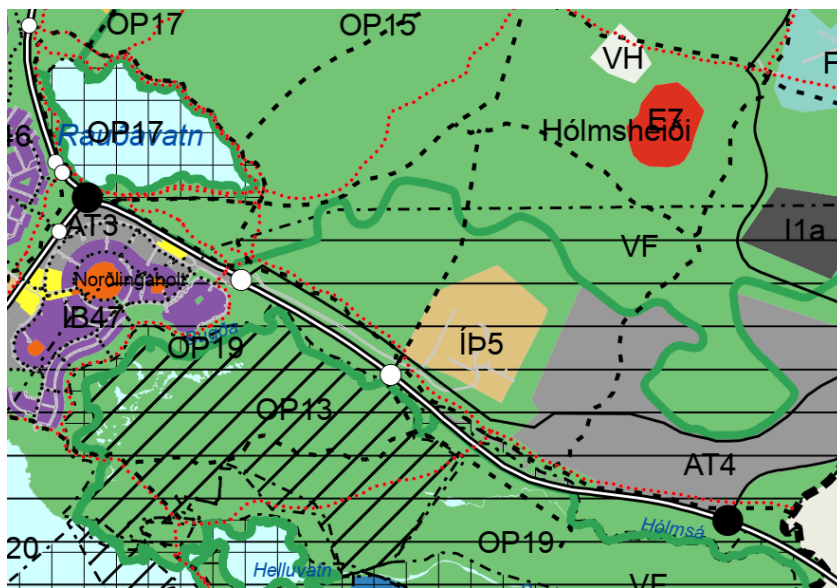 OP17
OP15
VH
F
OP17
Rauðavatn
46
E7
Hólmsheiði
AT3
VF
I1a
Norðlingaholt
ÍB47
OP19
ÍÞ5
OP13
AT4
Hólmsá
20
OP19
Helluvatn
VF